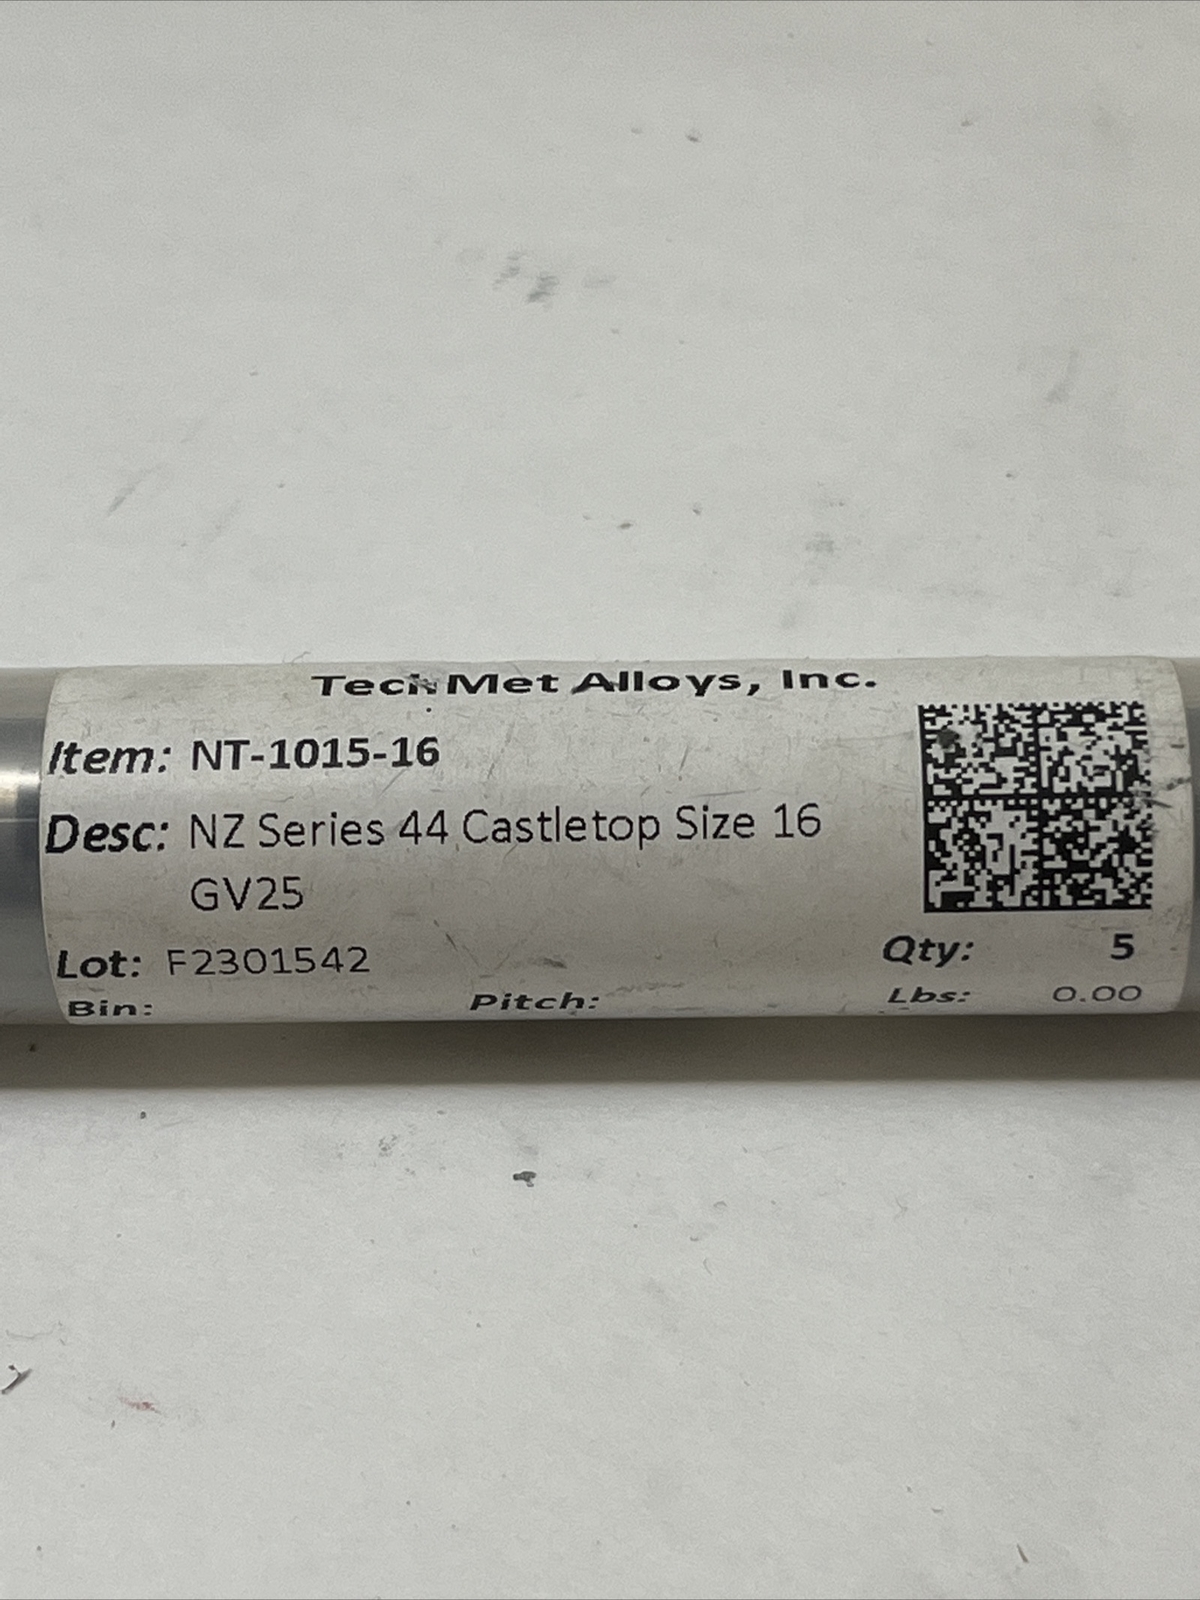 TechMet Alloys, Inc.
Item: NT-1015-16
Desc: NZ Series 44 Castletop Size 16
GV25
Lot: F2301542
Qty: 5
Bin:
Pitch:
Lbs: 0.00